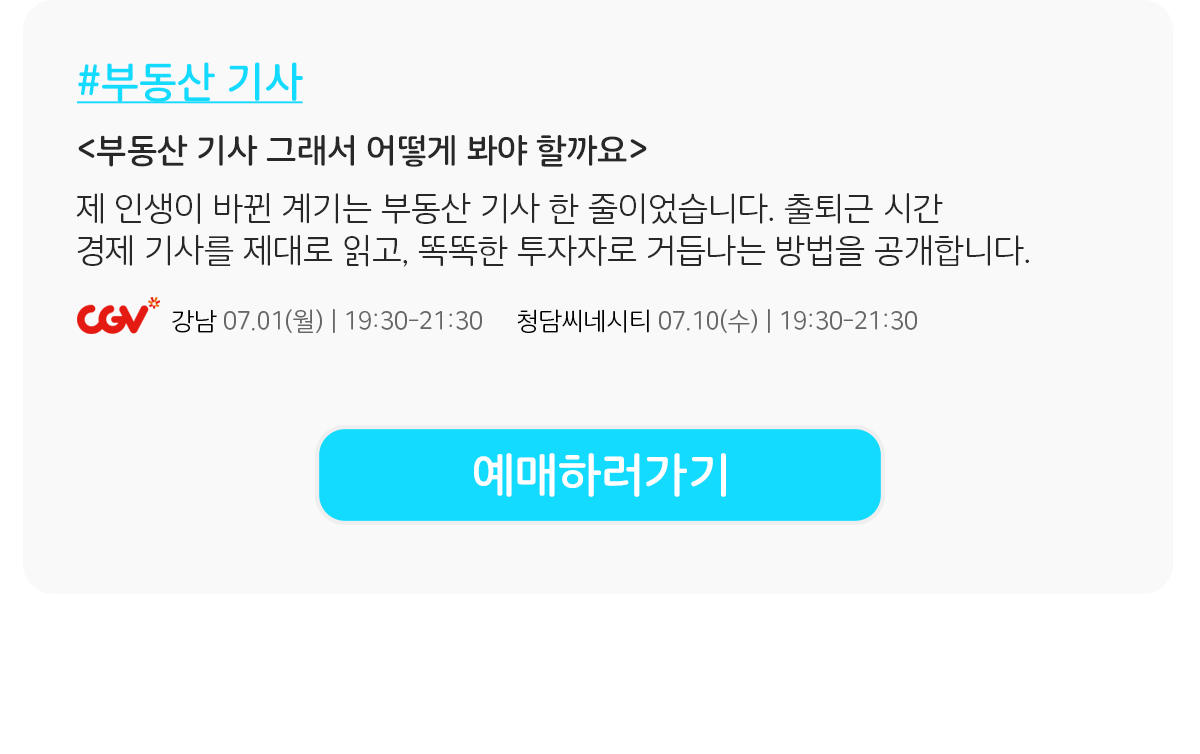 #부동산 기사
<부동산 기사 그래서 어떻게 봐야 할까요>
제 인생이 바뀐 계기는 부동산 기사 한 줄이었습니다. 출퇴근 시간
경제 기사를 제대로 읽고, 똑똑한 투자자로 거듭나는 방법을 공개합니다.
CGV 강남 07.01(월) | 19:30-21:30 청담씨네시티 07.10(수) | 19:30-21:30
예매하러가기